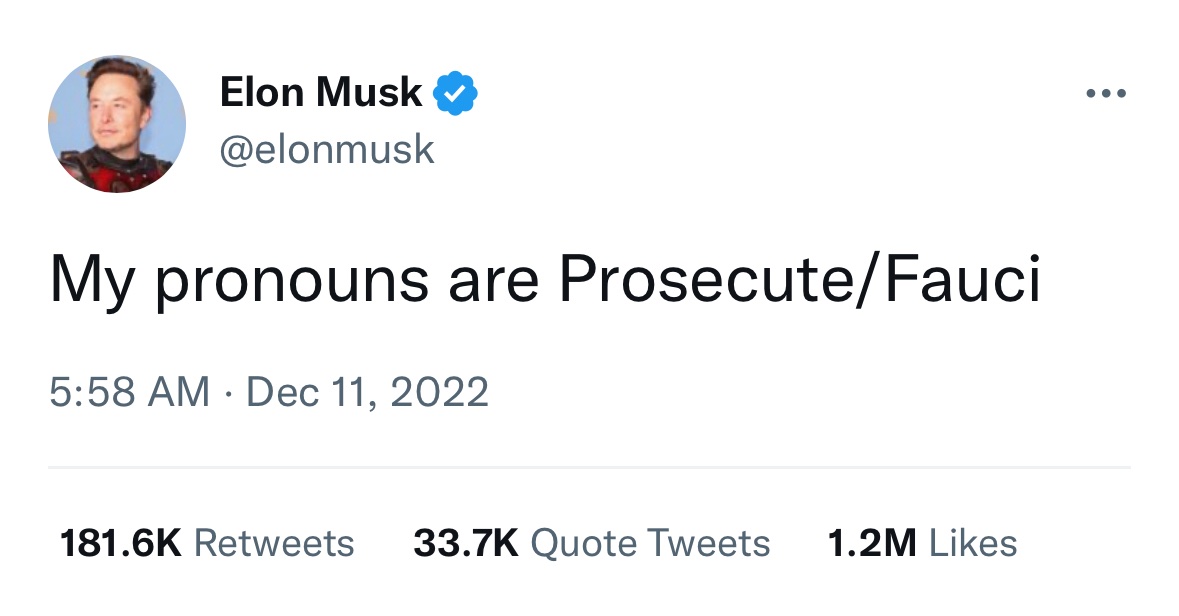 Elon Musk
@elonmusk
My pronouns are Prosecute/Fauci
5:58 AM · Dec 11, 2022
181.6K Retweets 33.7K Quote Tweets 1.2M Likes